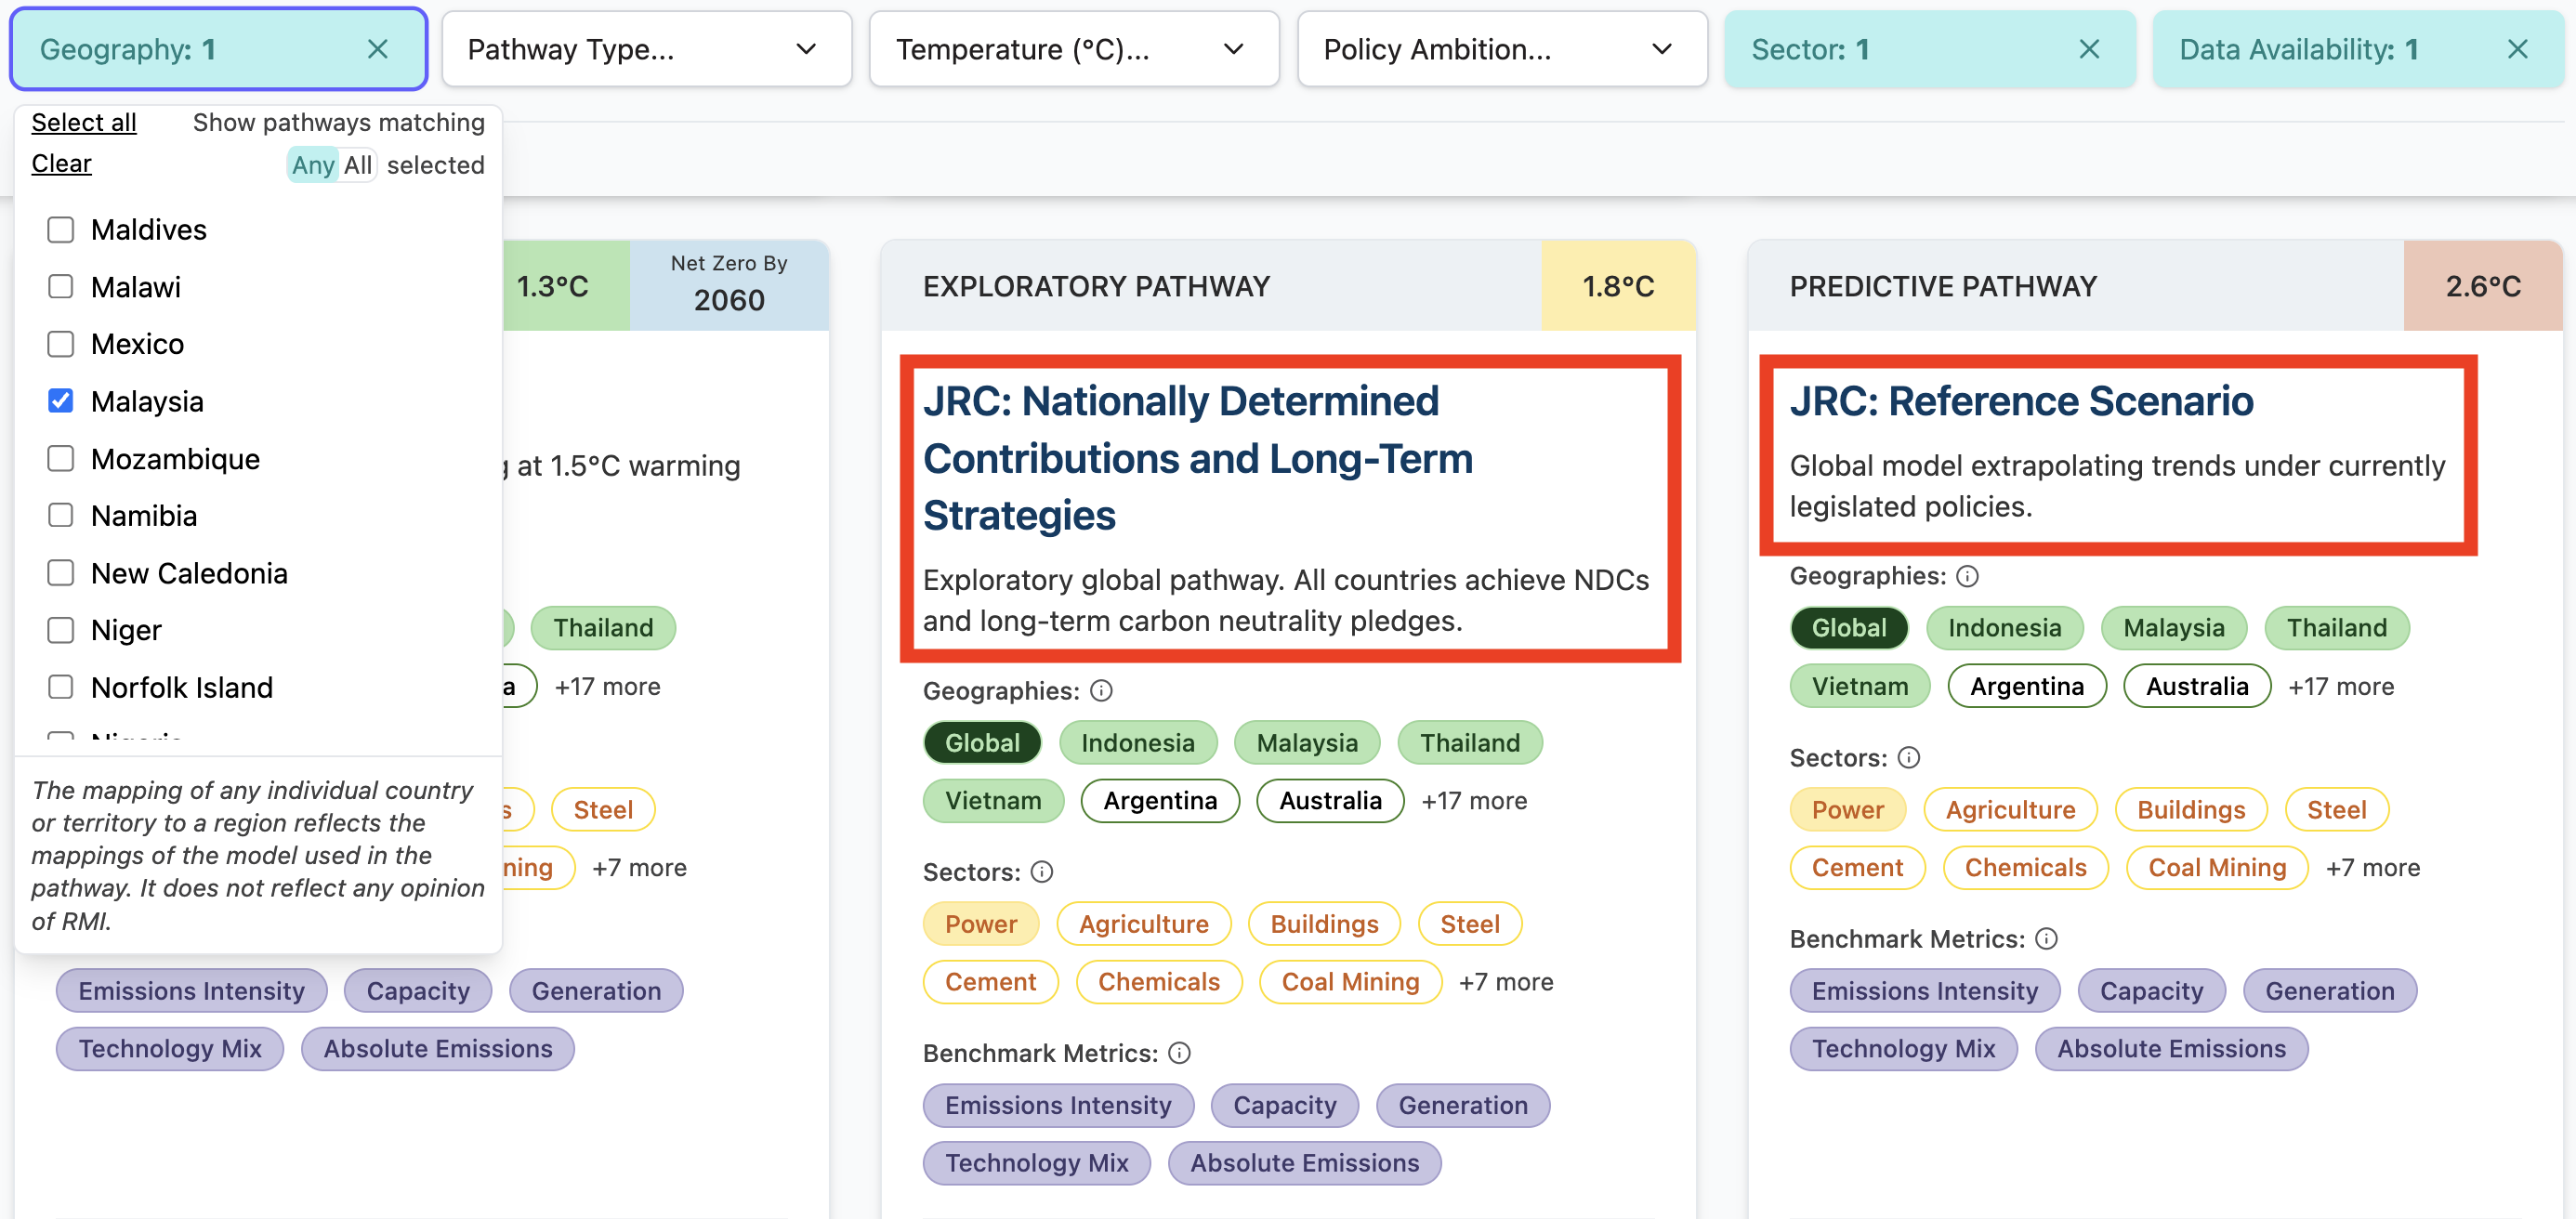 Geography: 1
Pathway Type...
Temperature (°C)...
Policy Ambition...
Sector: 1
Data Availability: 1
Select all
Show pathways matching
Clear
Any All selected
Maldives
Malawi
Mexico
Malaysia
Mozambique
Namibia
New Caledonia
Niger
Norfolk Island
The mapping of any individual country
or territory to a region reflects the
mappings of the model used in the
pathway. It does not reflect any opinion
of RMI.
1.3°C
Net Zero By
2060
at 1.5°C warming
Thailand
+17 more
Steel
+7 more
Emissions Intensity
Capacity
Generation
Technology Mix
Absolute Emissions
EXPLORATORY PATHWAY
1.8°C
JRC: Nationally Determined
Contributions and Long-Term
Strategies
Exploratory global pathway. All countries achieve NDCs
and long-term carbon neutrality pledges.
Geographies:
Global
Indonesia
Malaysia
Thailand
Vietnam
Argentina
Australia
+17 more
Sectors:
Power
Agriculture
Buildings
Steel
Cement
Chemicals
Coal Mining
+7 more
Benchmark Metrics:
Emissions Intensity
Capacity
Generation
Technology Mix
Absolute Emissions
PREDICTIVE PATHWAY
2.6°C
JRC: Reference Scenario
Global model extrapolating trends under currently
legislated policies.
Geographies:
Global
Indonesia
Malaysia
Thailand
Vietnam
Argentina
Australia
+17 more
Sectors:
Power
Agriculture
Buildings
Steel
Cement
Chemicals
Coal Mining
+7 more
Benchmark Metrics:
Emissions Intensity
Capacity
Generation
Technology Mix
Absolute Emissions